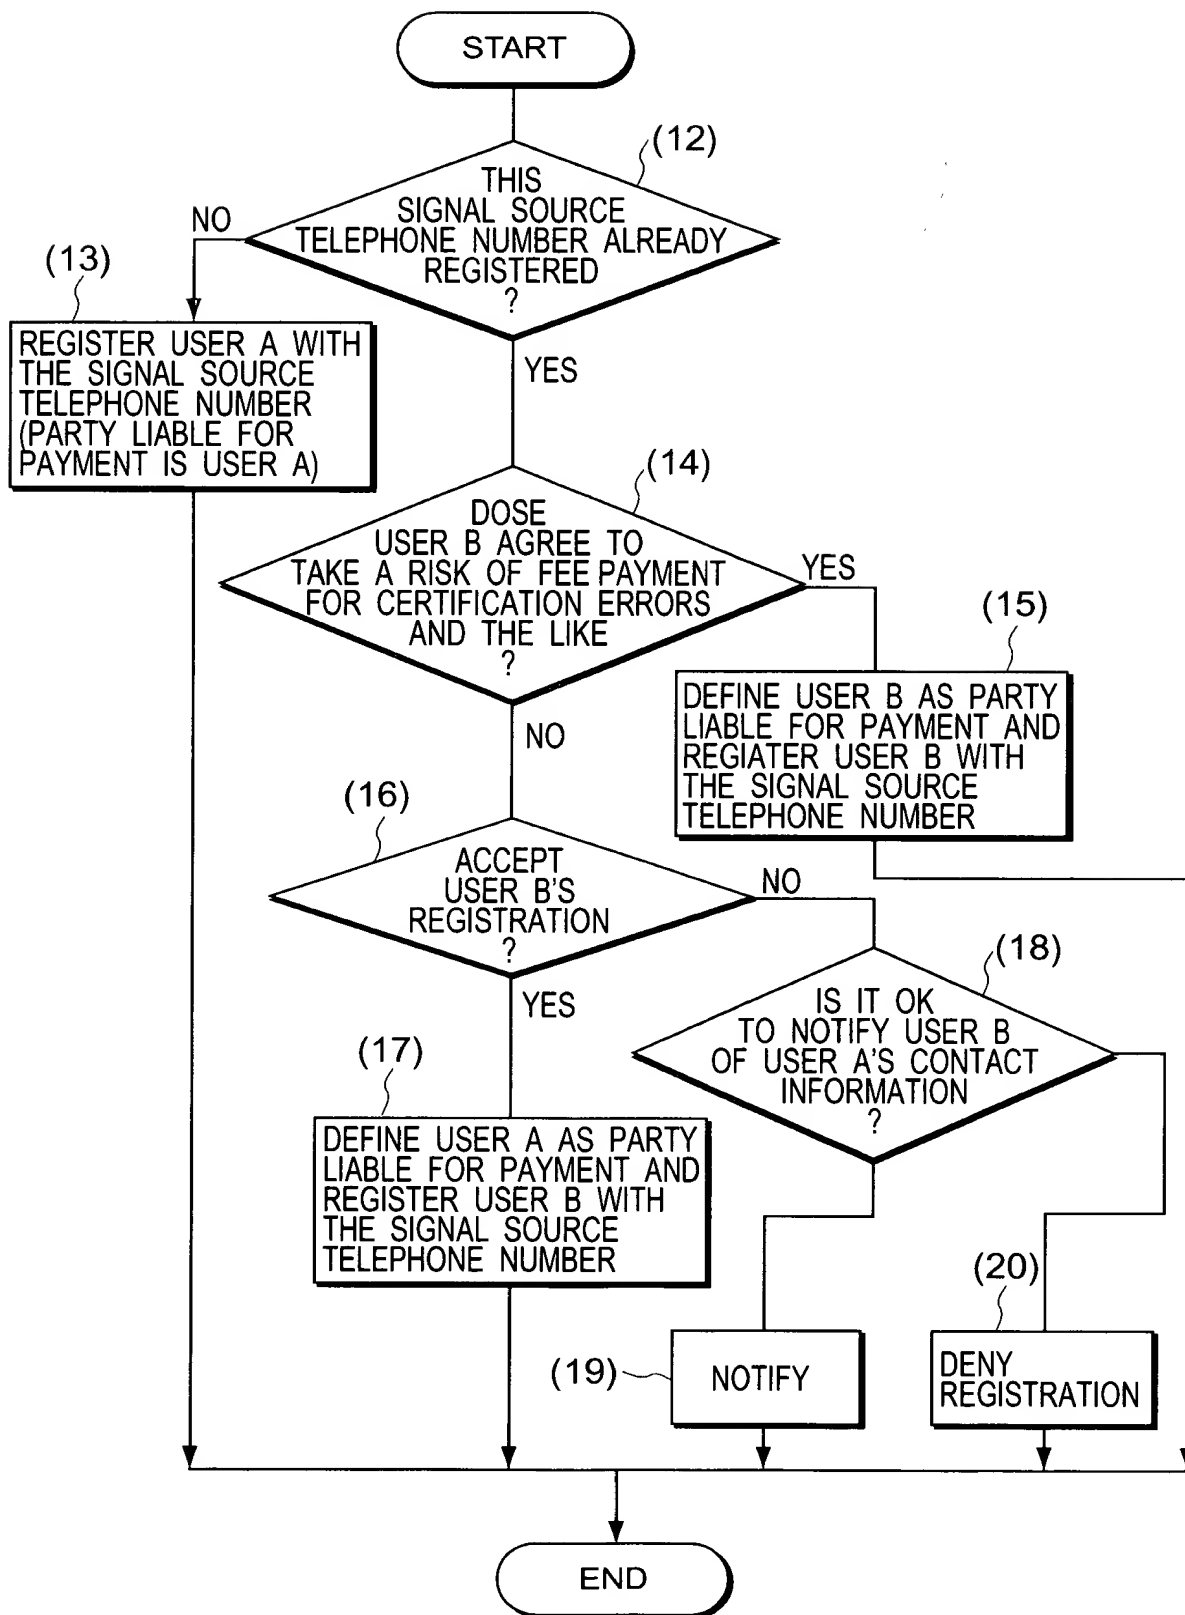 START
(12)
THIS
SIGNAL SOURCE
TELEPHONE NUMBER ALREADY
REGISTERED
?
NO
(13)
REGISTER USER A WITH
THE SIGNAL SOURCE
TELEPHONE NUMBER
(PARTY LIABLE FOR
PAYMENT IS USER A)
YES
(14)
DOSE
USER B AGREE TO
TAKE A RISK OF FEE PAYMENT
FOR CERTIFICATION ERRORS
AND THE LIKE
?
YES
(15)
DEFINE USER B AS PARTY
LIABLE FOR PAYMENT AND
REGIATER USER B WITH
THE SIGNAL SOURCE
TELEPHONE NUMBER
NO
(16)
ACCEPT
USER B'S
REGISTRATION
?
NO
YES
(18)
IS IT OK
TO NOTIFY USER B
OF USER A'S CONTACT
INFORMATION
?
(17)
DEFINE USER A AS PARTY
LIABLE FOR PAYMENT AND
REGISTER USER B WITH
THE SIGNAL SOURCE
TELEPHONE NUMBER
(19)
NOTIFY
(20)
DENY
REGISTRATION
END